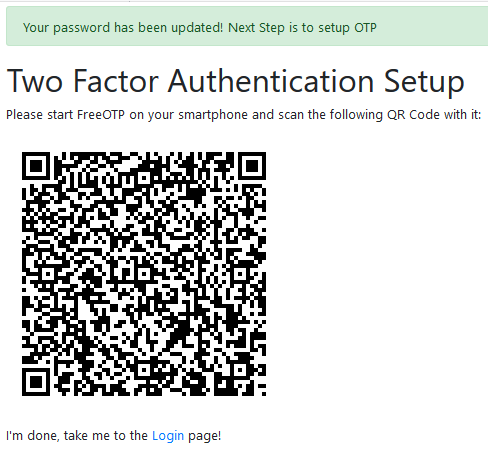 Your password has been updated! Next Step is to setup OTP
Two Factor Authentication Setup
Please start FreeOTP on your smartphone and scan the following QR Code with it:
I'm done, take me to the Login page!